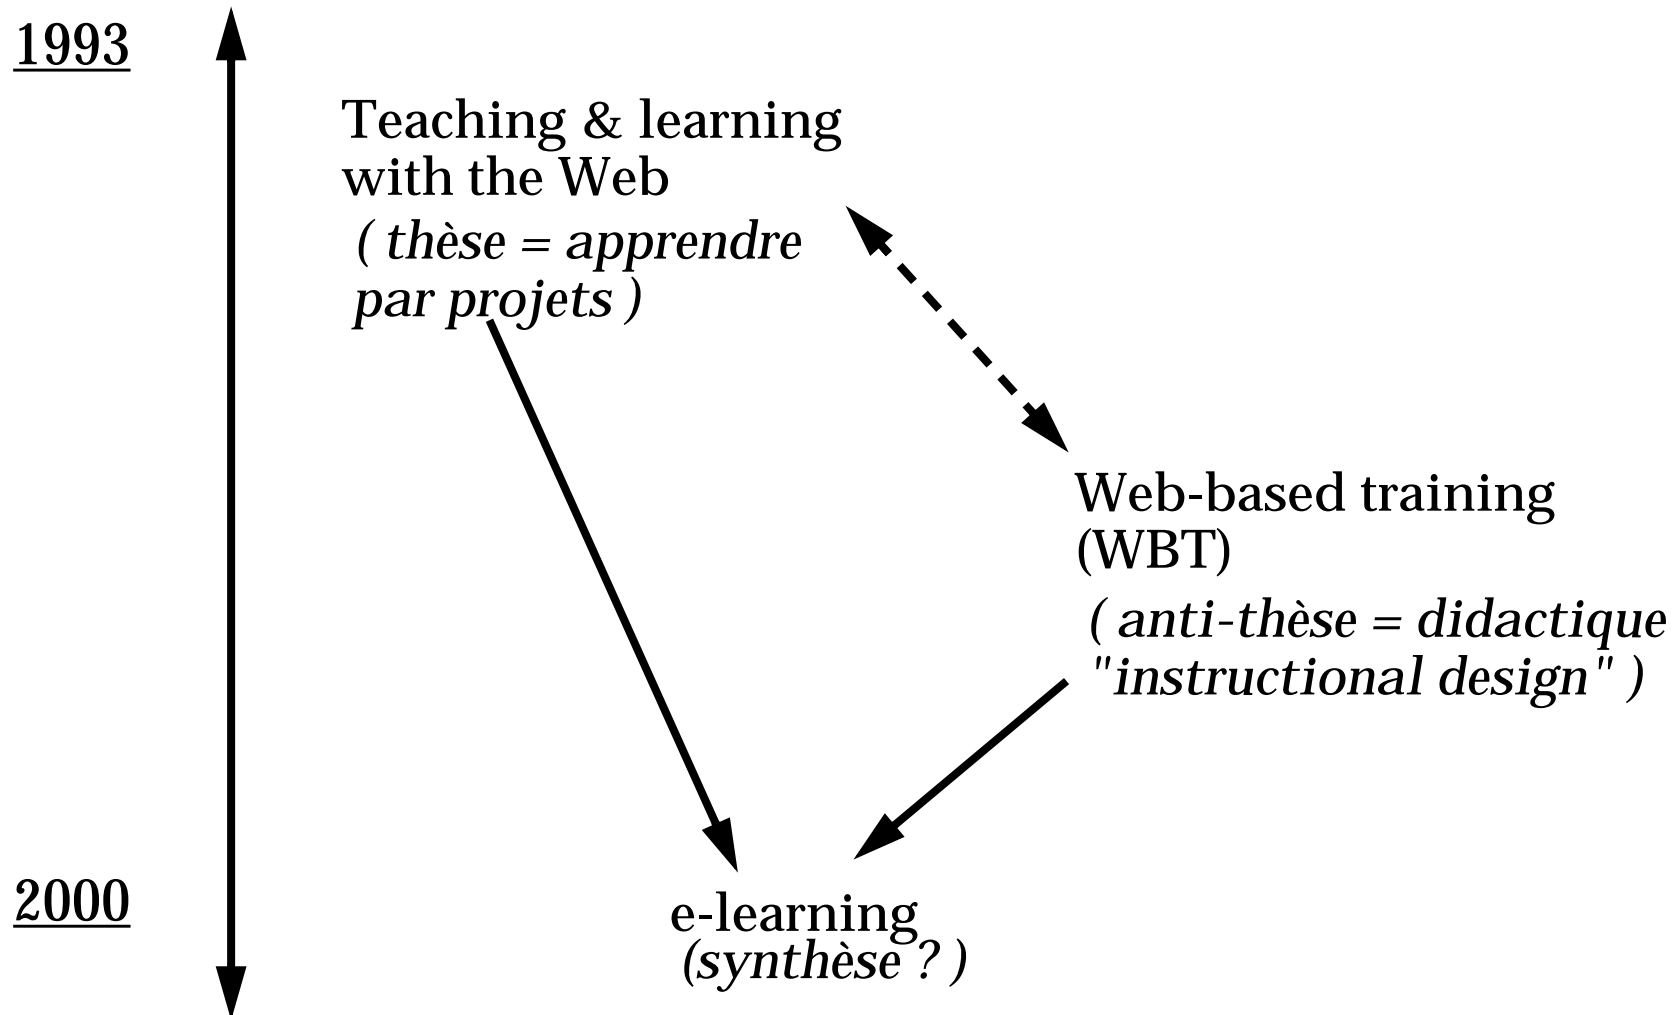 1993
Teaching & learning
with the Web
( thèse = apprendre
par projets )
Web-based training
(WBT)
( anti-thèse = didactique
"instructional design" )
2000
e-learning
(synthèse ? )